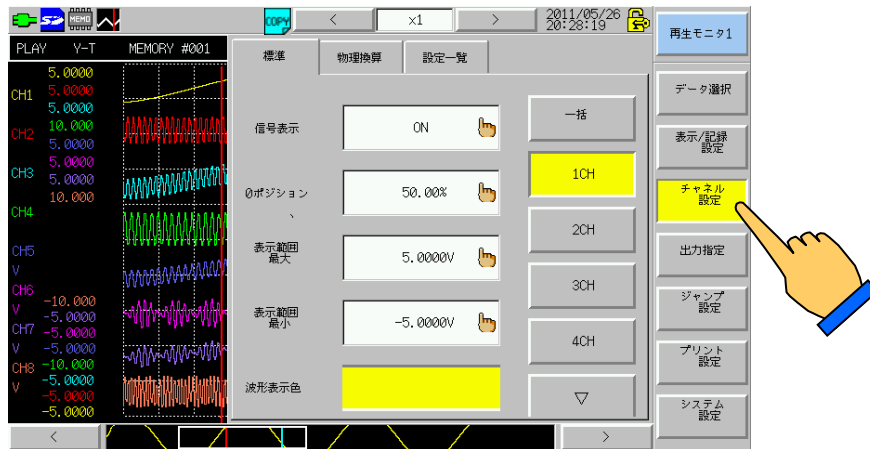 SD MEMO COPY < x1 > 2011/05/26
20:28:19
再生モニタ1
PLAY Y-T MEMORY #001
標準 物理換算 設定一覧
5.0000
CH1 5.0000
5.0000
CH2 10.000
5.0000
5.0000
CH3 5.0000
10.000
CH4
CH5
V
CH6
V -10.000
-5.0000
CH7 -5.0000
V -5.0000
CH8 -10.000
V -5.0000
-5.0000
-5.0000
信号表示 ON
0ポジション 50.00%
、
表示範囲
最大 5.0000V
表示範囲
最小 -5.0000V
波形表示色
一括
1CH
2CH
3CH
4CH
▽
データ選択
表示/記録
設定
チャネル
設定
出力指定
ジャンプ
設定
プリント
設定
システム
設定
< >